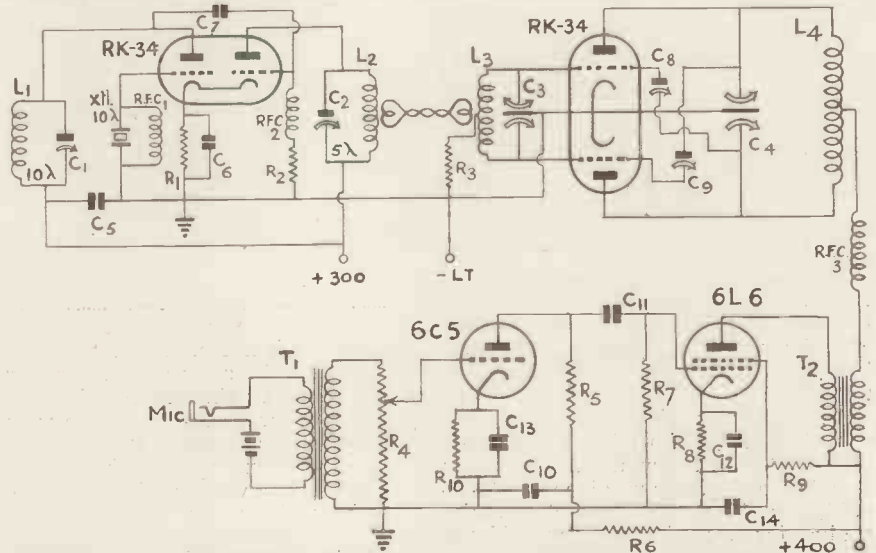 C7
RK-34
RK-34
L1
L2
L3
L4
C8
C3
C2
C1
C4
C5
C6
C9
Xtl.
10λ
R.F.C.
1
RFC
2
10λ
5λ
R1
R2
R3
+300
-LT
R.F.C.
3
6C5
C11
6L6
T1
T2
Mic
R4
R5
R7
C13
R10
C10
R8
C12
R9
C14
R6
+400